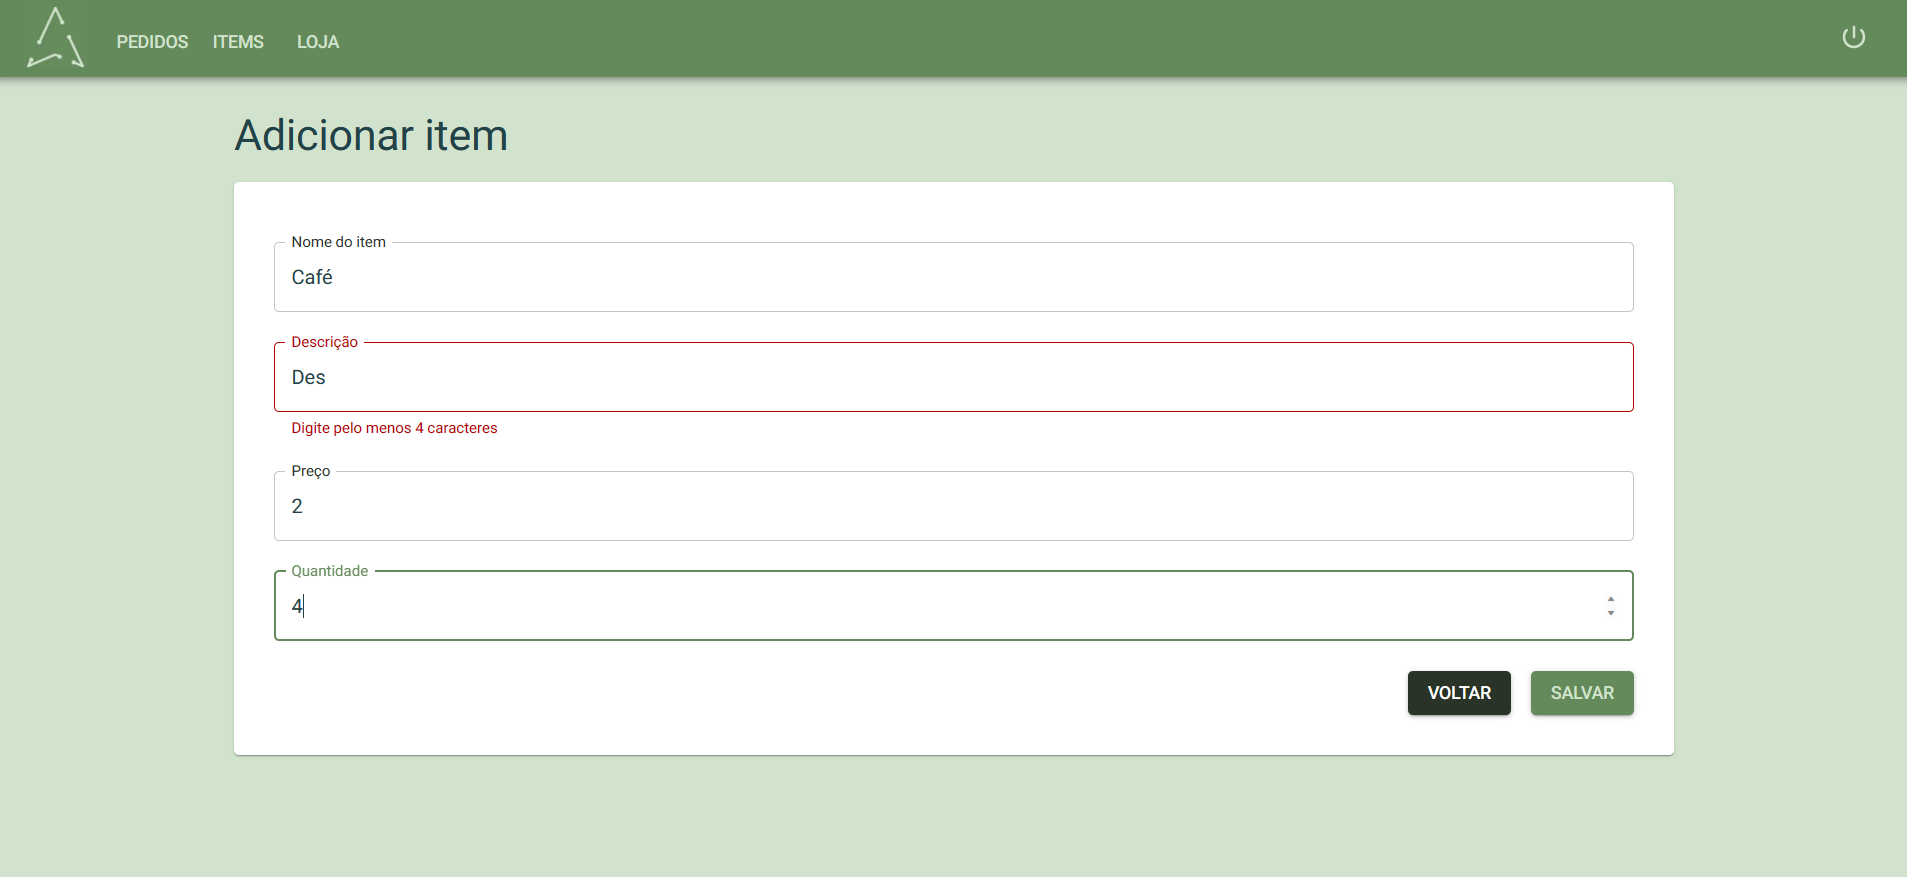 PEDIDOS ITEMS LOJA
Adicionar item
Nome do item
Café
Descrição
Des
Digite pelo menos 4 caracteres
Preço
2
Quantidade
4
VOLTAR SALVAR